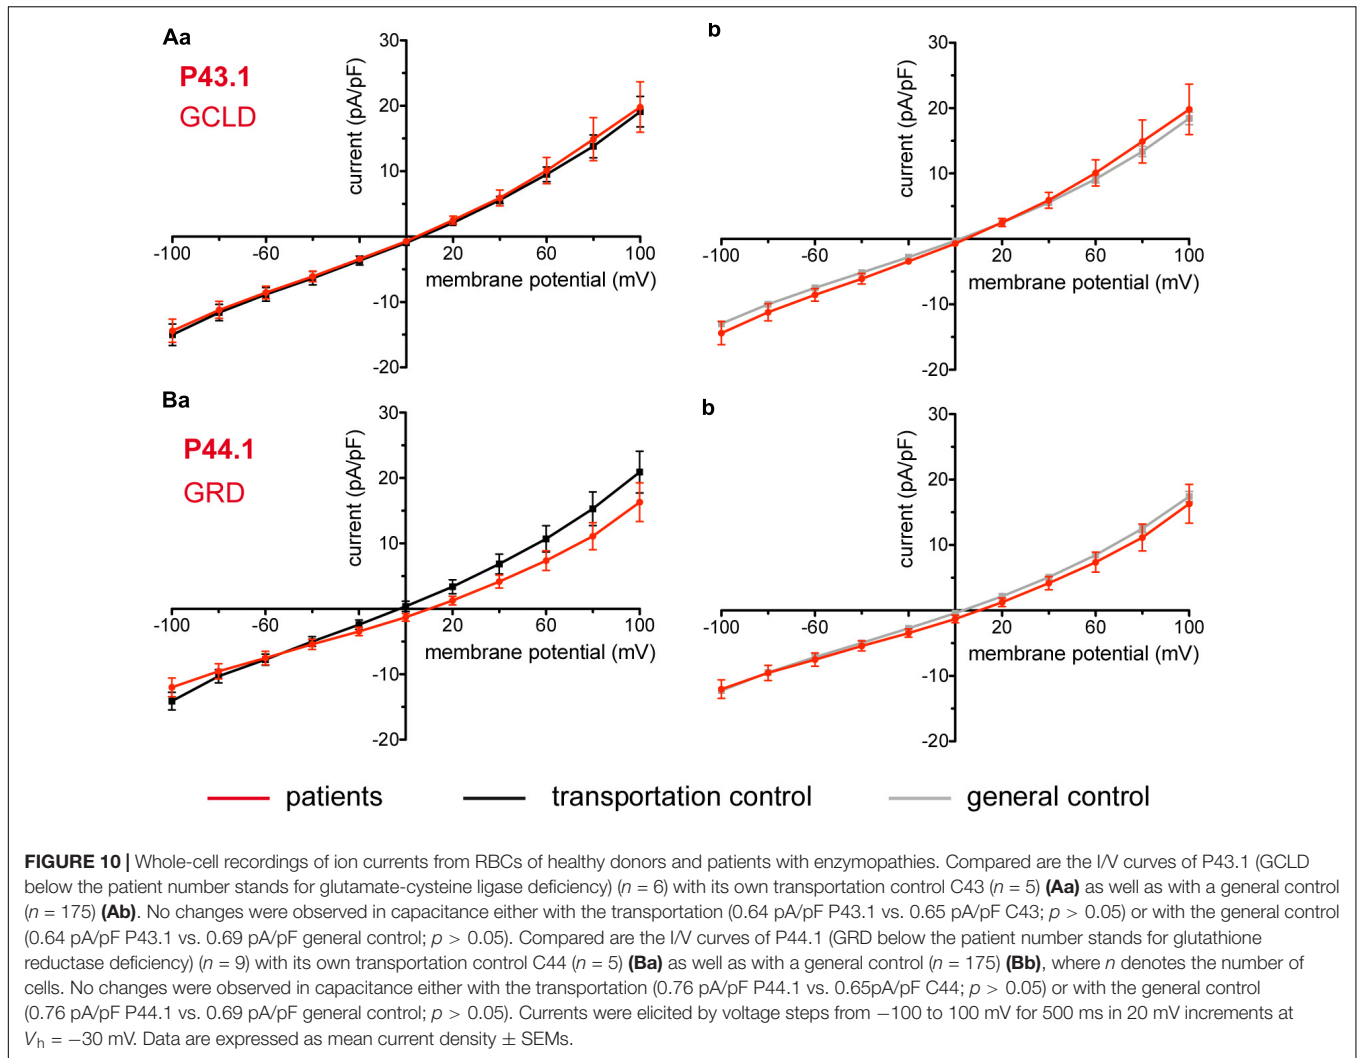 Aa
P43.1
GCLD
current (pA/pF)
30
20
10
-10
-20
-100
-60
20
60
100
membrane potential (mV)
b
current (pA/pF)
30
20
10
-10
-20
-100
-60
20
60
100
membrane potential (mV)
Ba
P44.1
GRD
current (pA/pF)
30
20
10
-10
-20
-100
-60
20
60
100
membrane potential (mV)
b
current (pA/pF)
30
20
10
-10
-20
-100
-60
20
60
100
membrane potential (mV)
patients
transportation control
general control
FIGURE 10 | Whole-cell recordings of ion currents from RBCs of healthy donors and patients with enzymopathies. Compared are the I/V curves of P43.1 (GCLD
below the patient number stands for glutamate-cysteine ligase deficiency) (n = 6) with its own transportation control C43 (n = 5) (Aa) as well as with a general control
(n = 175) (Ab). No changes were observed in capacitance either with the transportation (0.64 pA/pF P43.1 vs. 0.65 pA/pF C43; p > 0.05) or with the general control
(0.64 pA/pF P43.1 vs. 0.69 pA/pF general control; p > 0.05). Compared are the I/V curves of P44.1 (GRD below the patient number stands for glutathione
reductase deficiency) (n = 9) with its own transportation control C44 (n = 5) (Ba) as well as with a general control (n = 175) (Bb), where n denotes the number of
cells. No changes were observed in capacitance either with the transportation (0.76 pA/pF P44.1 vs. 0.65pA/pF C44; p > 0.05) or with the general control
(0.76 pA/pF P44.1 vs. 0.69 pA/pF general control; p > 0.05). Currents were elicited by voltage steps from −100 to 100 mV for 500 ms in 20 mV increments at
Vh = −30 mV. Data are expressed as mean current density ± SEMs.